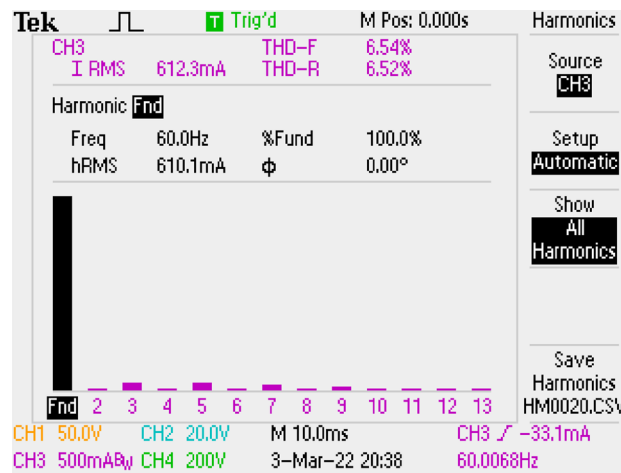 Tek T Trig'd M Pos: 0.000s Harmonics
CH3 THD-F 6.54%
I RMS 612.3mA THD-R 6.52%
Source
CH3
Harmonic Fnd
Freq 60.0Hz %Fund 100.0%
hRMS 610.1mA ϕ 0.00°
Setup
Automatic
Show
All
Harmonics
Save
Harmonics
HM0020.CSV
Fnd 2 3 4 5 6 7 8 9 10 11 12 13
CH1 50.0V CH2 20.0V M 10.0ms CH3 -33.1mA
CH3 500mABW CH4 200V 3-Mar-22 20:38 60.0068Hz